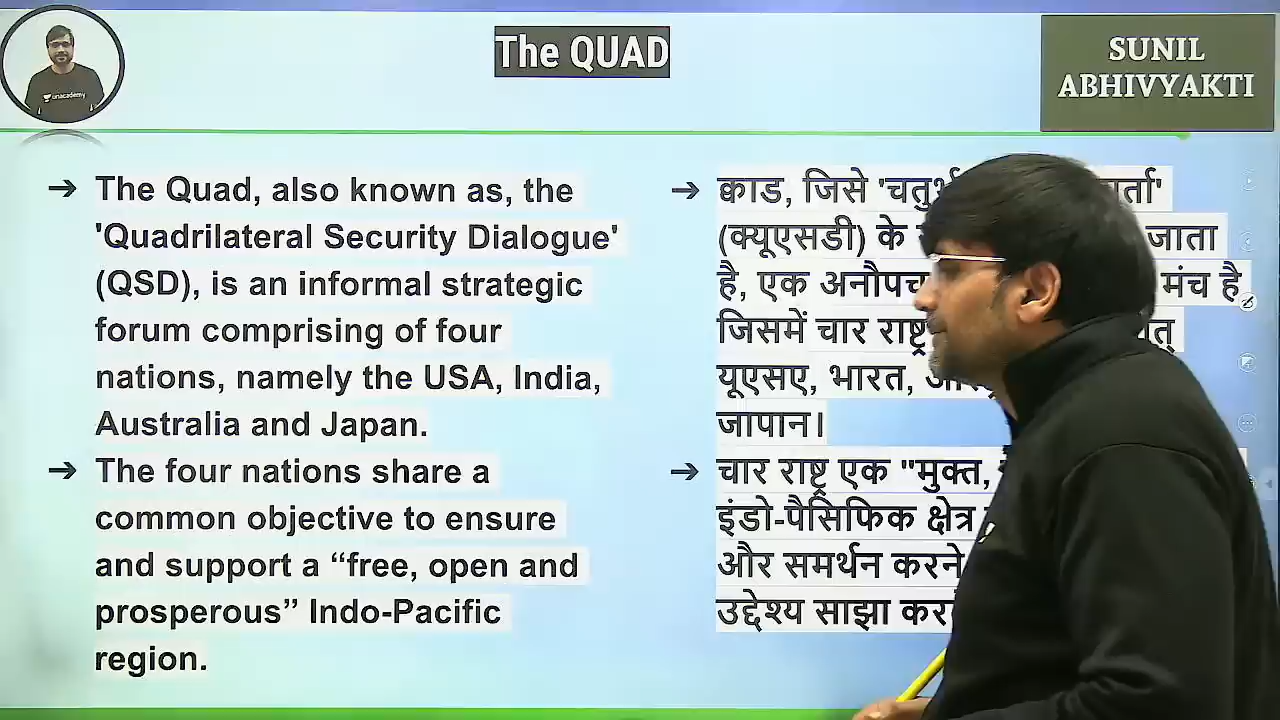 The QUAD
SUNIL
ABHIVYAKTI
unacademy
→ The Quad, also known as, the
'Quadrilateral Security Dialogue'
(QSD), is an informal strategic
forum comprising of four
nations, namely the USA, India,
Australia and Japan.
→ The four nations share a
common objective to ensure
and support a “free, open and
prosperous” Indo-Pacific
region.
→ क्वाड, जिसे
(क्यूएसडी) के जाता
है, एक मंच है
जिसमें चार राष्ट्र
यूएसए, भारत,
जापान।
→ चार राष्ट्र एक "मुक्त,
इंडो-पैसिफिक क्षेत्र
और समर्थन करने
उद्देश्य साझा